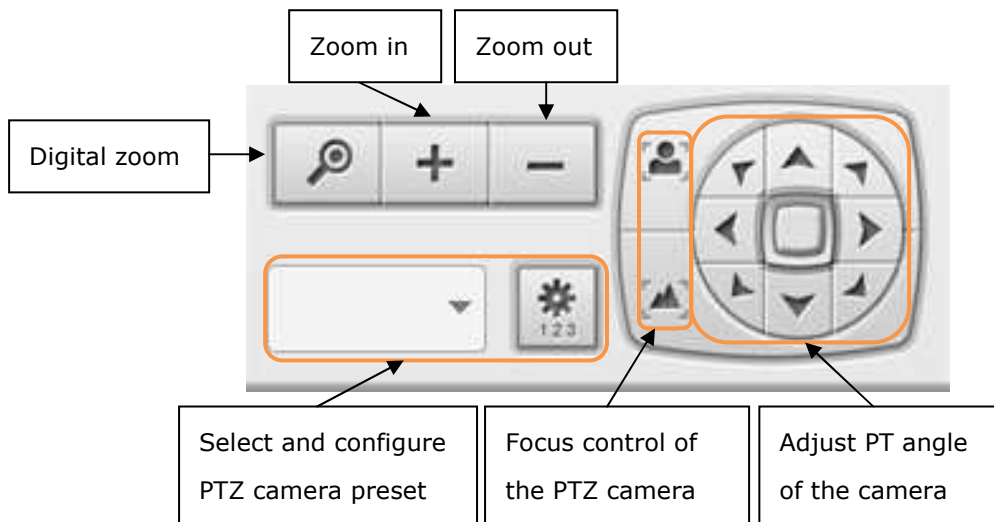 Zoom in
Zoom out
Digital zoom
123
Select and configure
PTZ camera preset
Focus control of
the PTZ camera
Adjust PT angle
of the camera